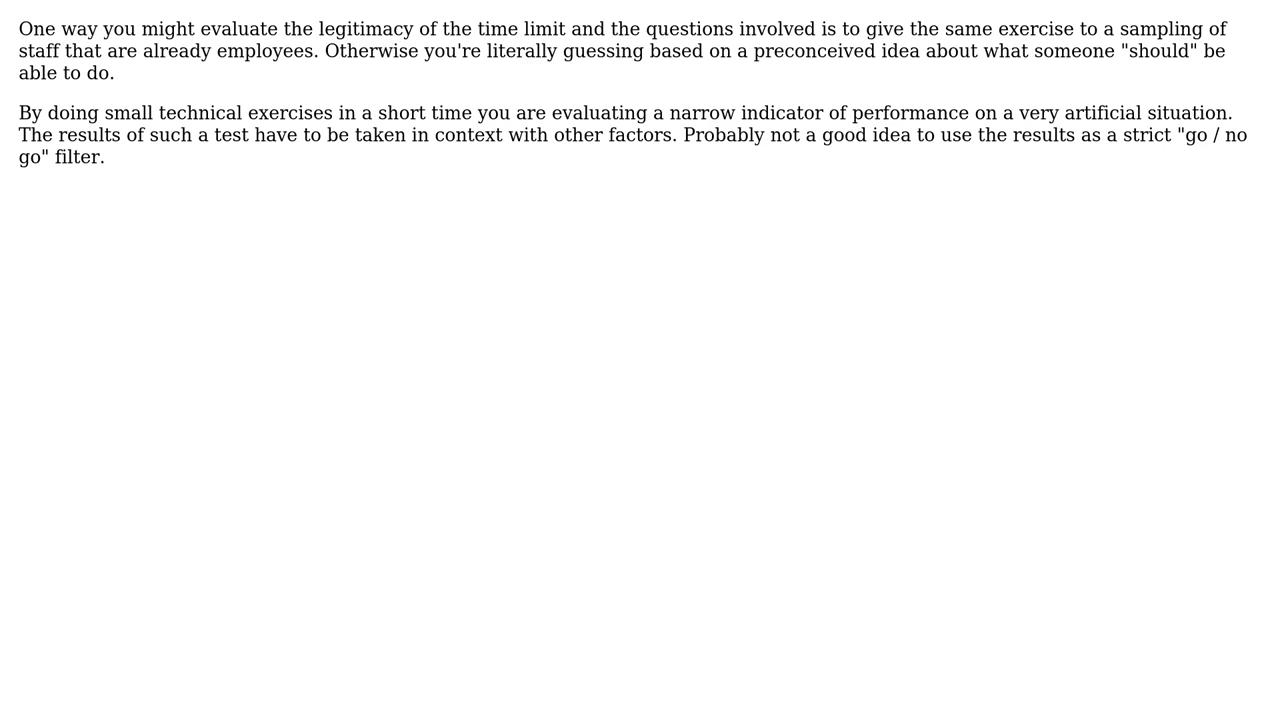 One way you might evaluate the legitimacy of the time limit and the questions involved is to give the same exercise to a sampling of
staff that are already employees. Otherwise you're literally guessing based on a preconceived idea about what someone "should" be
able to do.
By doing small technical exercises in a short time you are evaluating a narrow indicator of performance on a very artificial situation.
The results of such a test have to be taken in context with other factors. Probably not a good idea to use the results as a strict "go / no
go" filter.